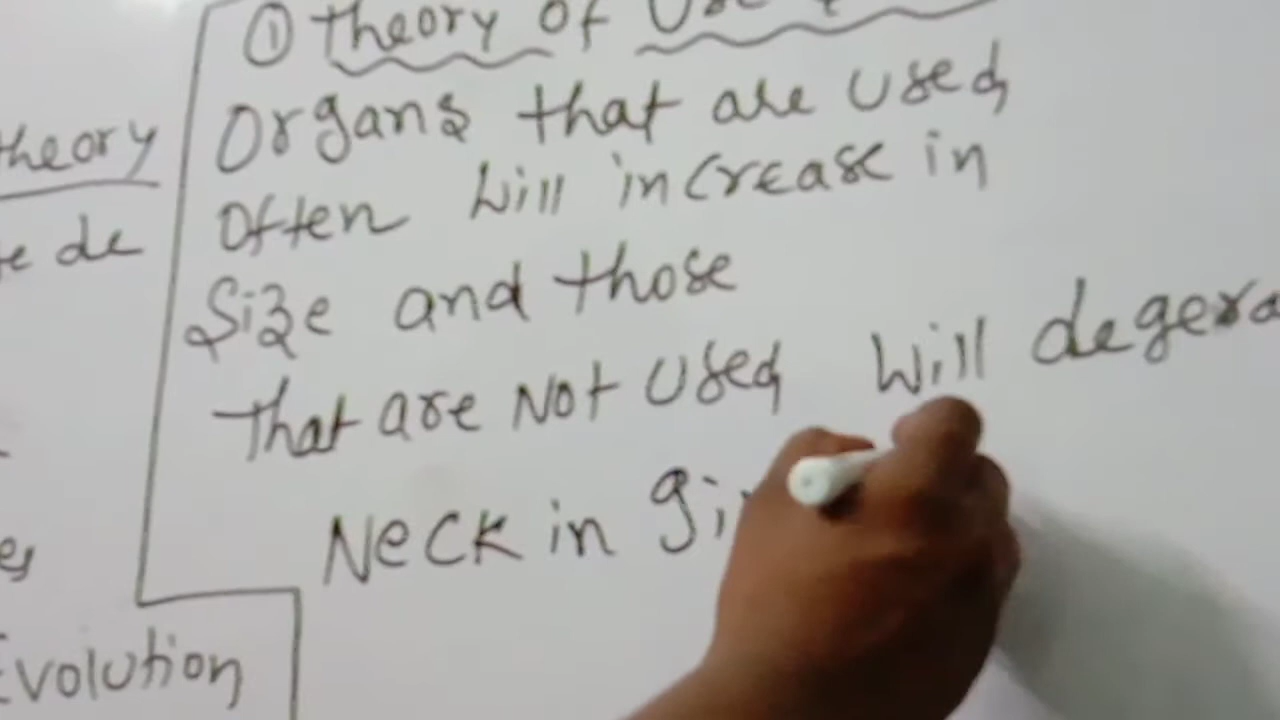 ① Theory of Use &
Organs that are used
often will increase in
Size and those
that are Not Used will degera
Neck in gi
theory
de
Evolution